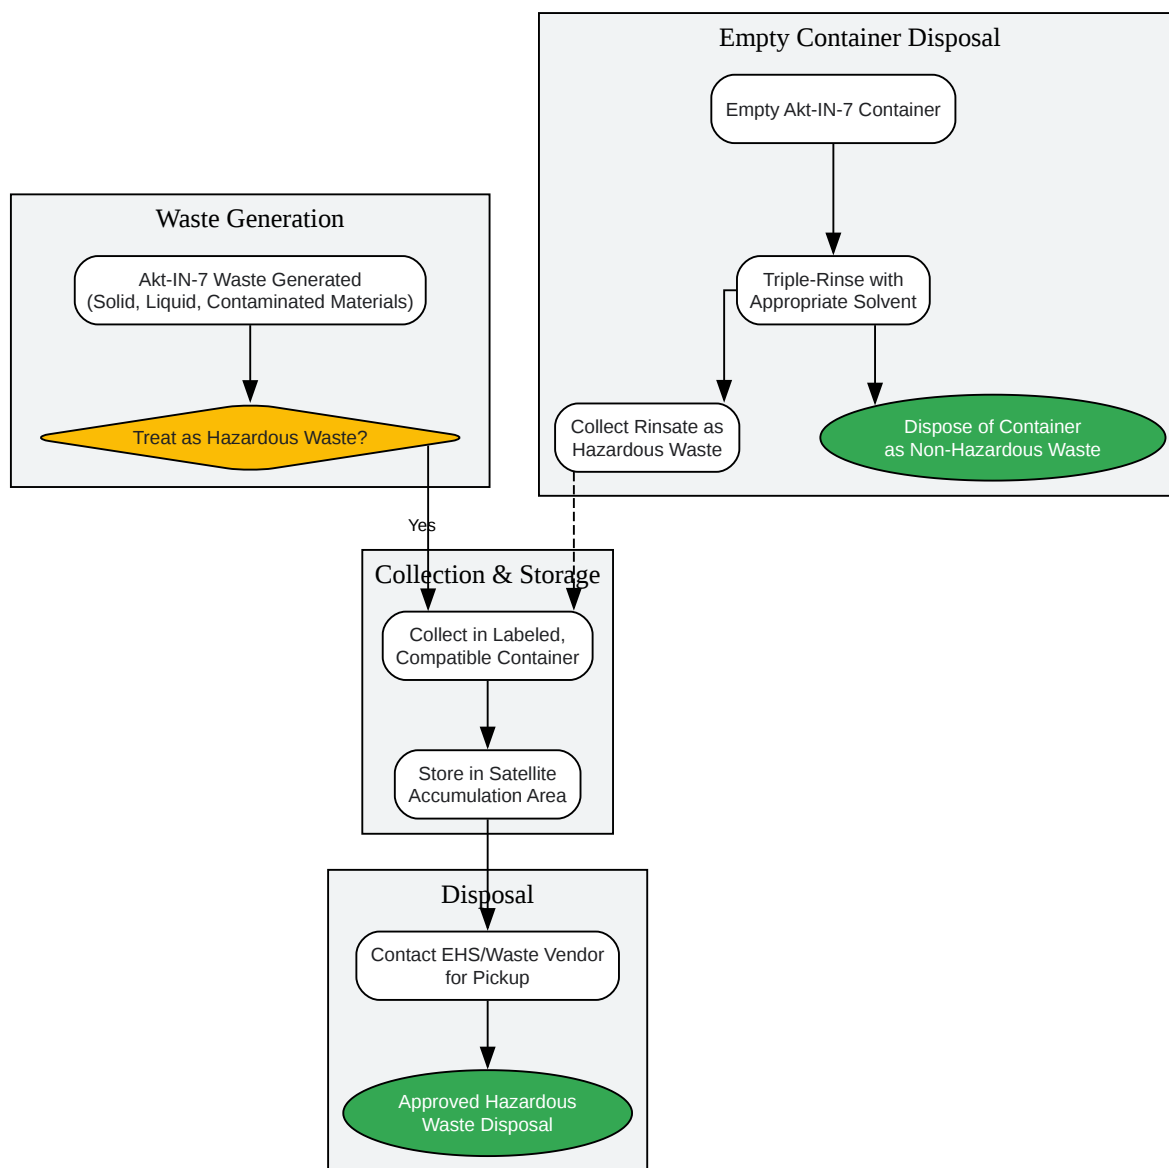 Empty Container Disposal
Empty Akt-IN-7 Container
Waste Generation
Akt-IN-7 Waste Generated
(Solid, Liquid, Contaminated Materials)
Triple-Rinse with
Appropriate Solvent
Treat as Hazardous Waste?
Collect Rinsate as
Hazardous Waste
Dispose of Container
as Non-Hazardous Waste
Yes
Collection & Storage
Collect in Labeled,
Compatible Container
Store in Satellite
Accumulation Area
Disposal
Contact EHS/Waste Vendor
for Pickup
Approved Hazardous
Waste Disposal